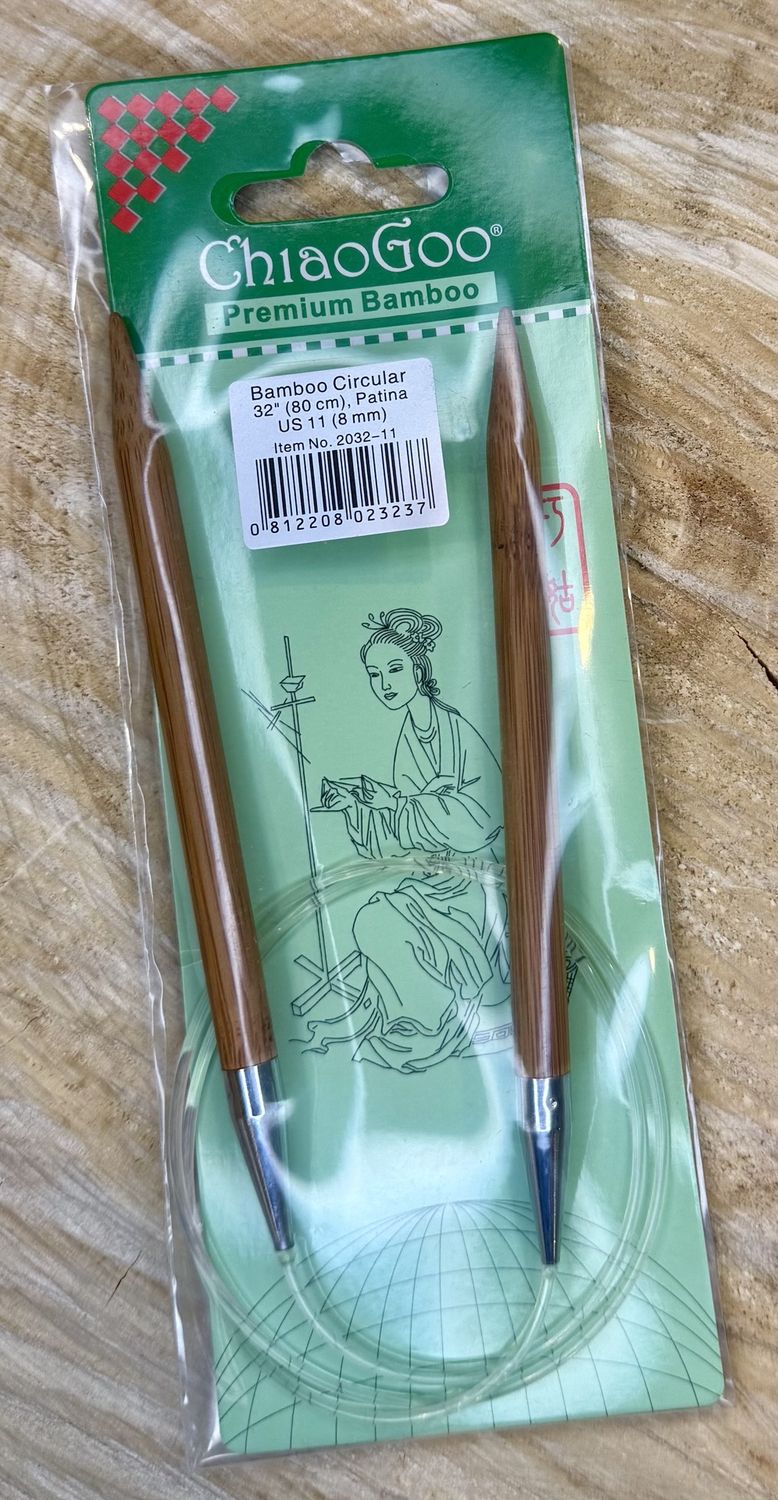 ChiaoGoo®
Premium Bamboo
Bamboo Circular
32" (80 cm), Patina
US 11 (8 mm)
Item No. 2032-11
0 812208 023237